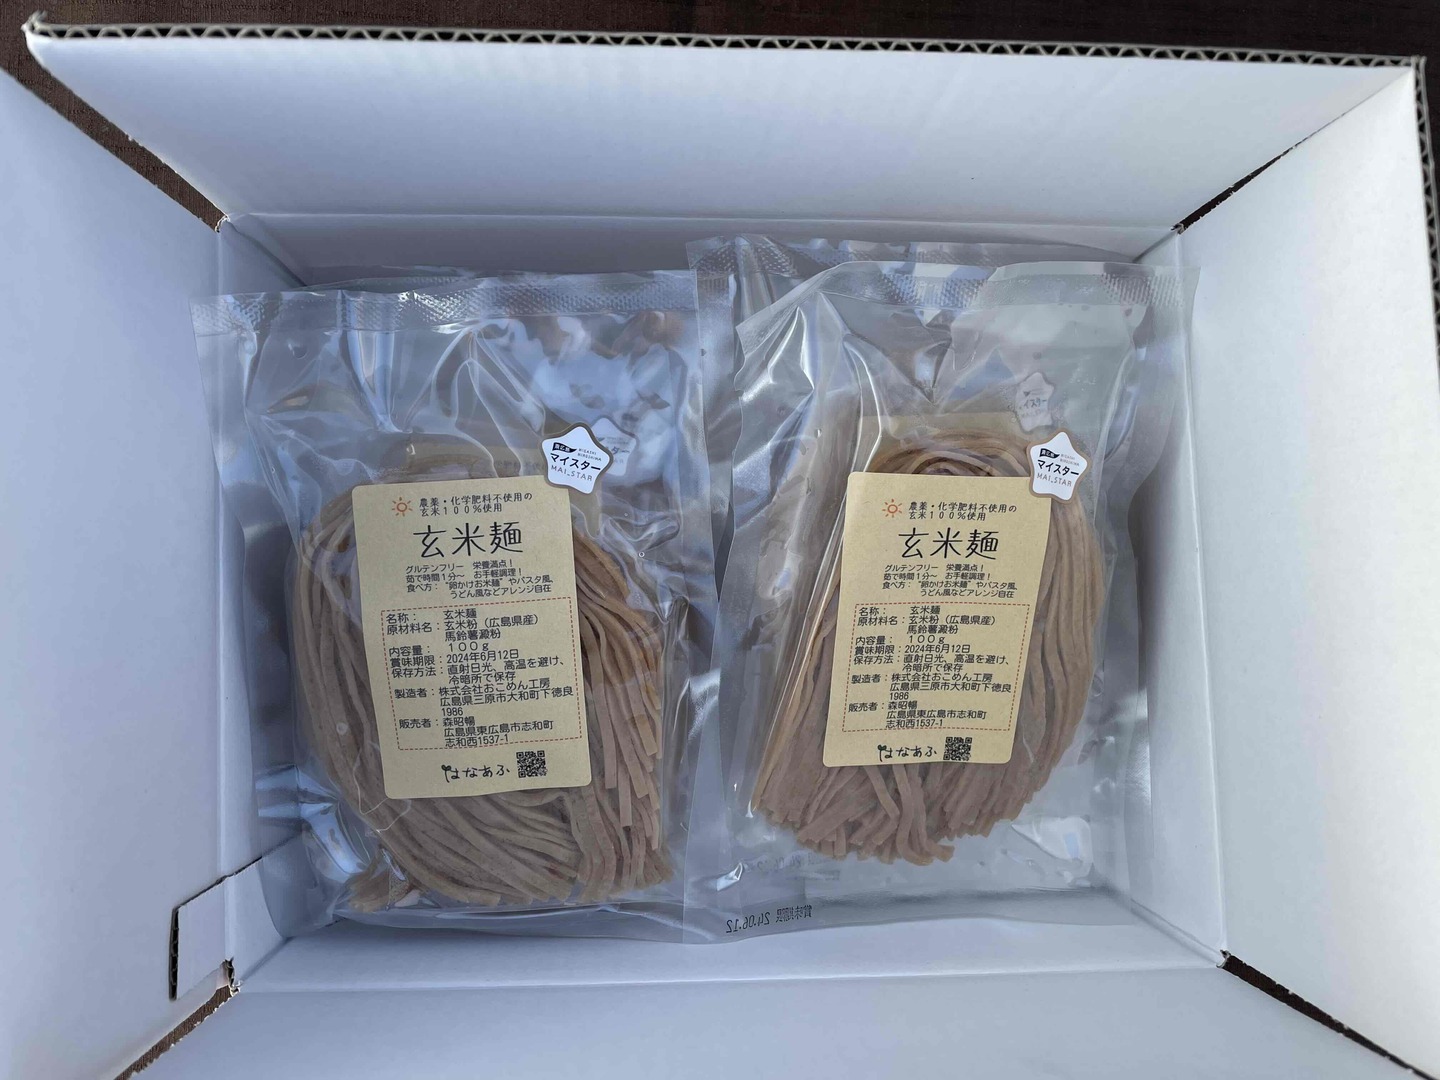 東広島
HIGASHI
HIROSHIMA
マイスター
MAI_STAR
農薬・化学肥料不使用の
玄米100%使用
玄米麺
グルテンフリー　栄養満点！
茹で時間1分～　お手軽調理！
食べ方：“卵かけお米麺”やパスタ風、
うどん風などアレンジ自在
名称：　玄米麺
原材料名：玄米粉（広島県産）
馬鈴薯澱粉
内容量：　100g
賞味期限：2024年6月12日
保存方法：直射日光、高温を避け、
冷暗所で保存
製造者：株式会社おこめん工房
広島県三原市大和町下徳良
1986
販売者：森昭暢
広島県東広島市志和町
志和西1537-1
はなあふ
イスター
東広島
HIGASHI
HIROSHIMA
マイスター
MAI_STAR
農薬・化学肥料不使用の
玄米100%使用
玄米麺
グルテンフリー　栄養満点！
茹で時間1分～　お手軽調理！
食べ方：“卵かけお米麺”やパスタ風、
うどん風などアレンジ自在
名称：　玄米麺
原材料名：玄米粉（広島県産）
馬鈴薯澱粉
内容量：　100g
賞味期限：2024年6月12日
保存方法：直射日光、高温を避け、
冷暗所で保存
製造者：株式会社おこめん工房
広島県三原市大和町下徳良
1986
販売者：森昭暢
広島県東広島市志和町
志和西1537-1
はなあふ
賞味期限 24.06.12